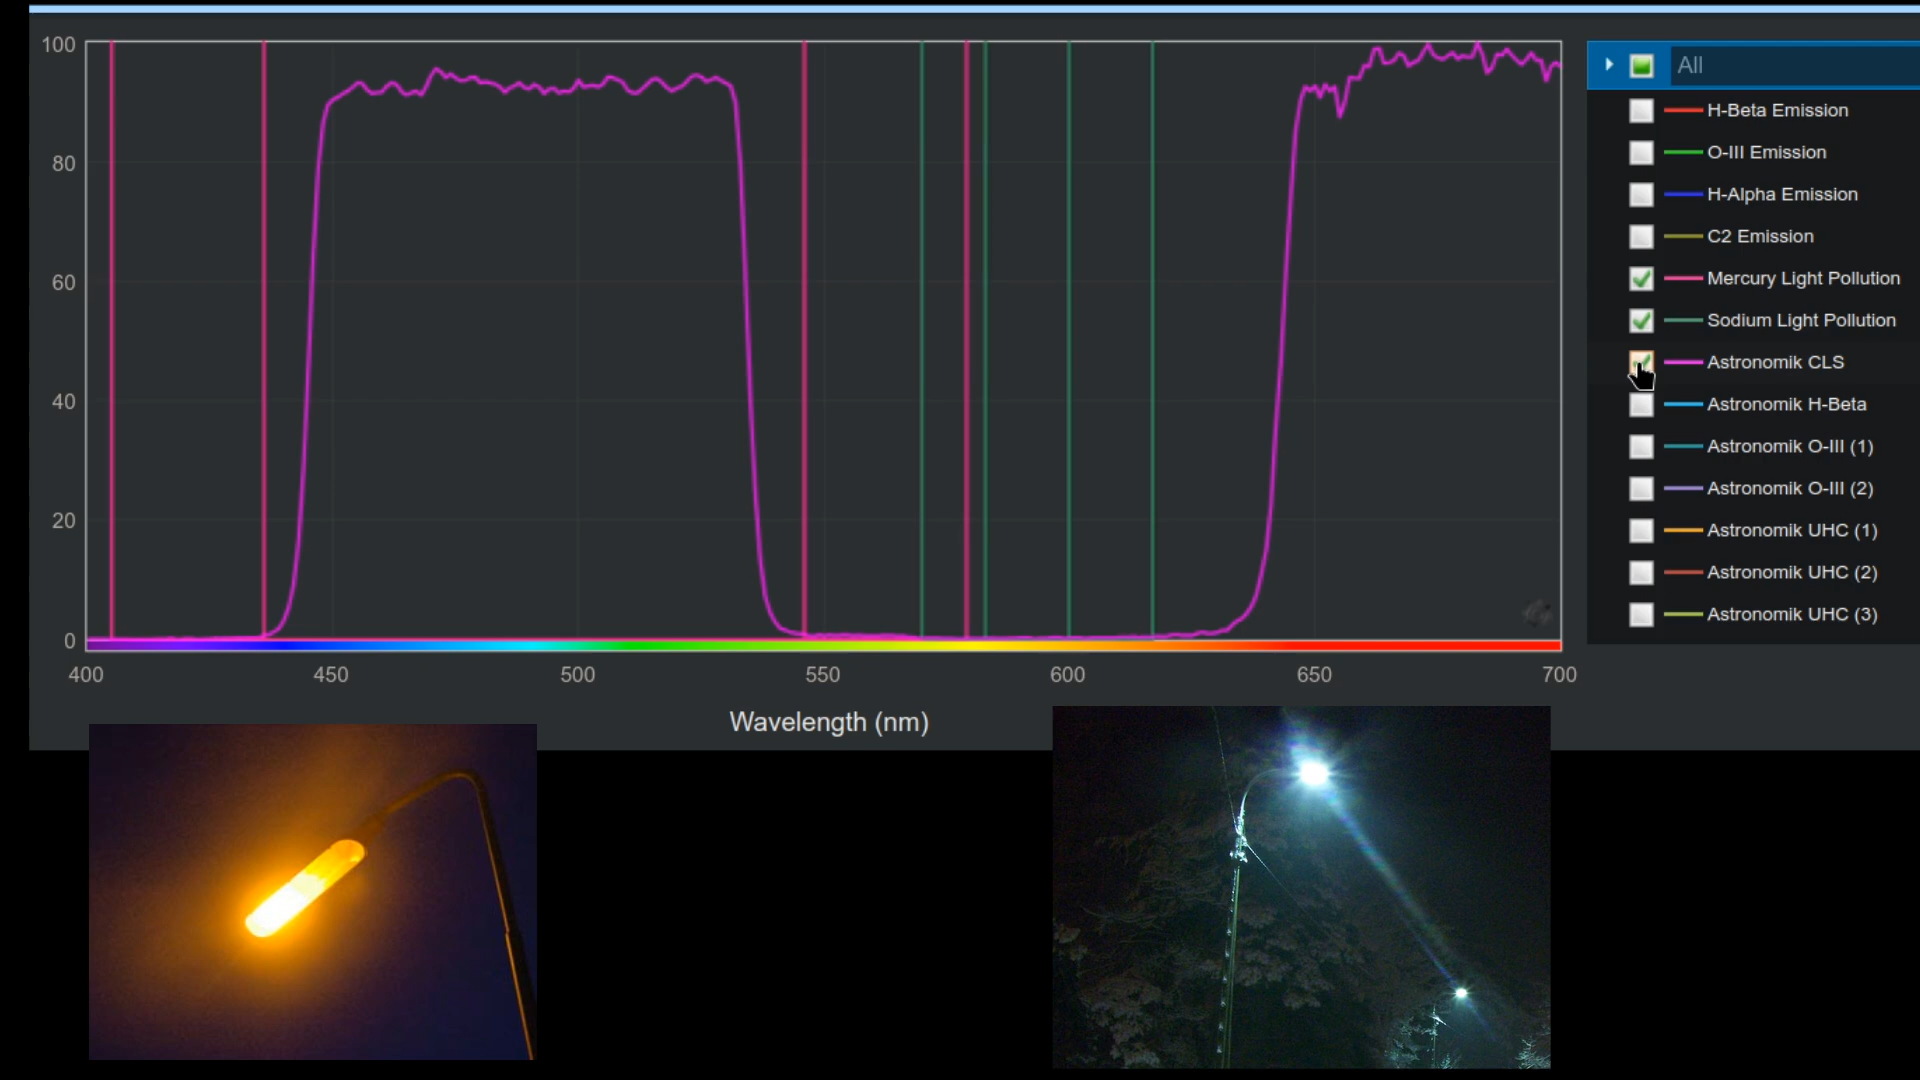 100
80
60
40
20
0
400 450 500 550 600 650 700
Wavelength (nm)
All
H-Beta Emission
O-III Emission
H-Alpha Emission
C2 Emission
Mercury Light Pollution
Sodium Light Pollution
Astronomik CLS
Astronomik H-Beta
Astronomik O-III (1)
Astronomik O-III (2)
Astronomik UHC (1)
Astronomik UHC (2)
Astronomik UHC (3)